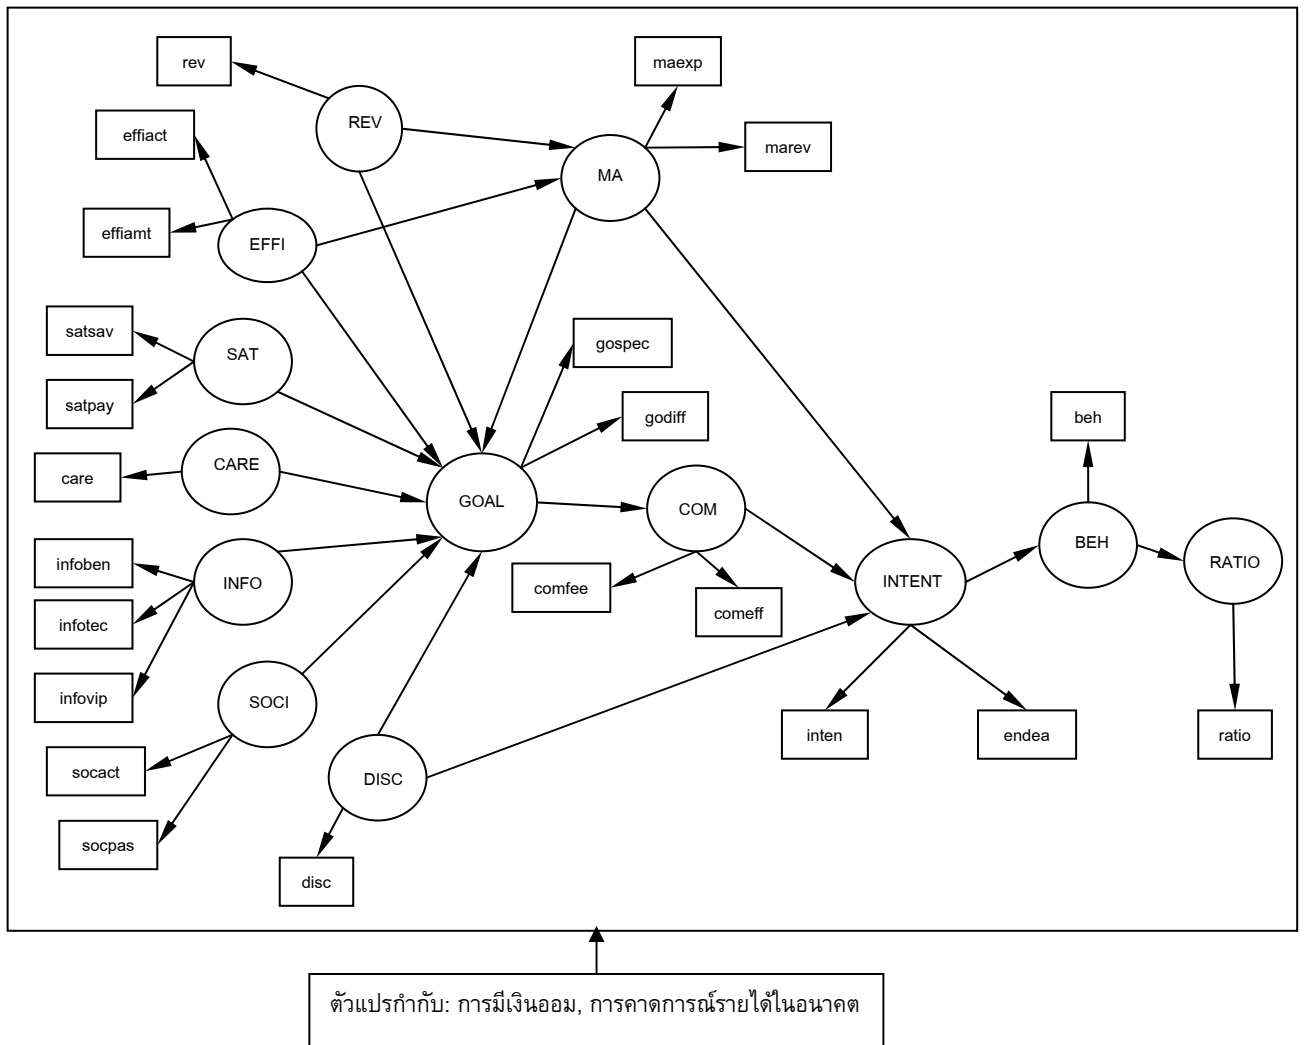 rev
maexp
REV
effiact
marev
MA
effiamt
EFFI
satsav
SAT
gospec
satpay
godiff
beh
CARE
care
GOAL
COM
BEH
infoben
INFO
comfee
INTENT
RATIO
infotec
comeff
infovip
SOCI
inten
endea
ratio
socact
DISC
socpas
disc
ตัวแปรกำกับ: การมีเงินออม, การคาดการณ์รายได้ในอนาคต